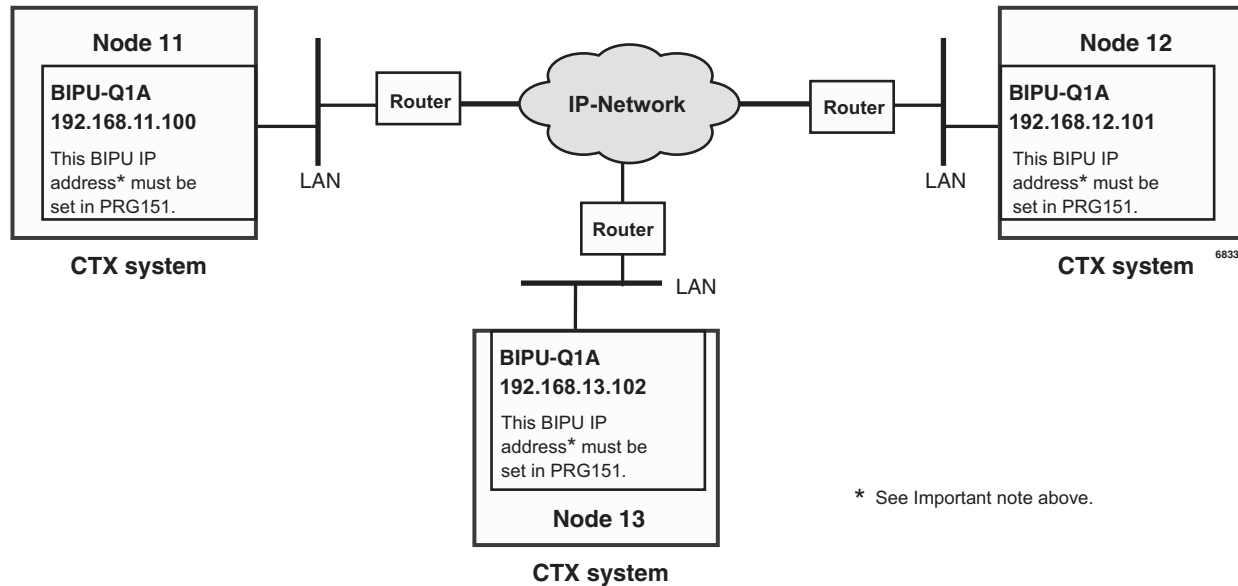 Node 11
BIPU-Q1A
192.168.11.100
This BIPU IP
address* must be
set in PRG151.
CTX system
LAN
Router
IP-Network
Router
LAN
Node 12
BIPU-Q1A
192.168.12.101
This BIPU IP
address* must be
set in PRG151.
CTX system
6833
Router
LAN
BIPU-Q1A
192.168.13.102
This BIPU IP
address* must be
set in PRG151.
Node 13
CTX system
* See Important note above.